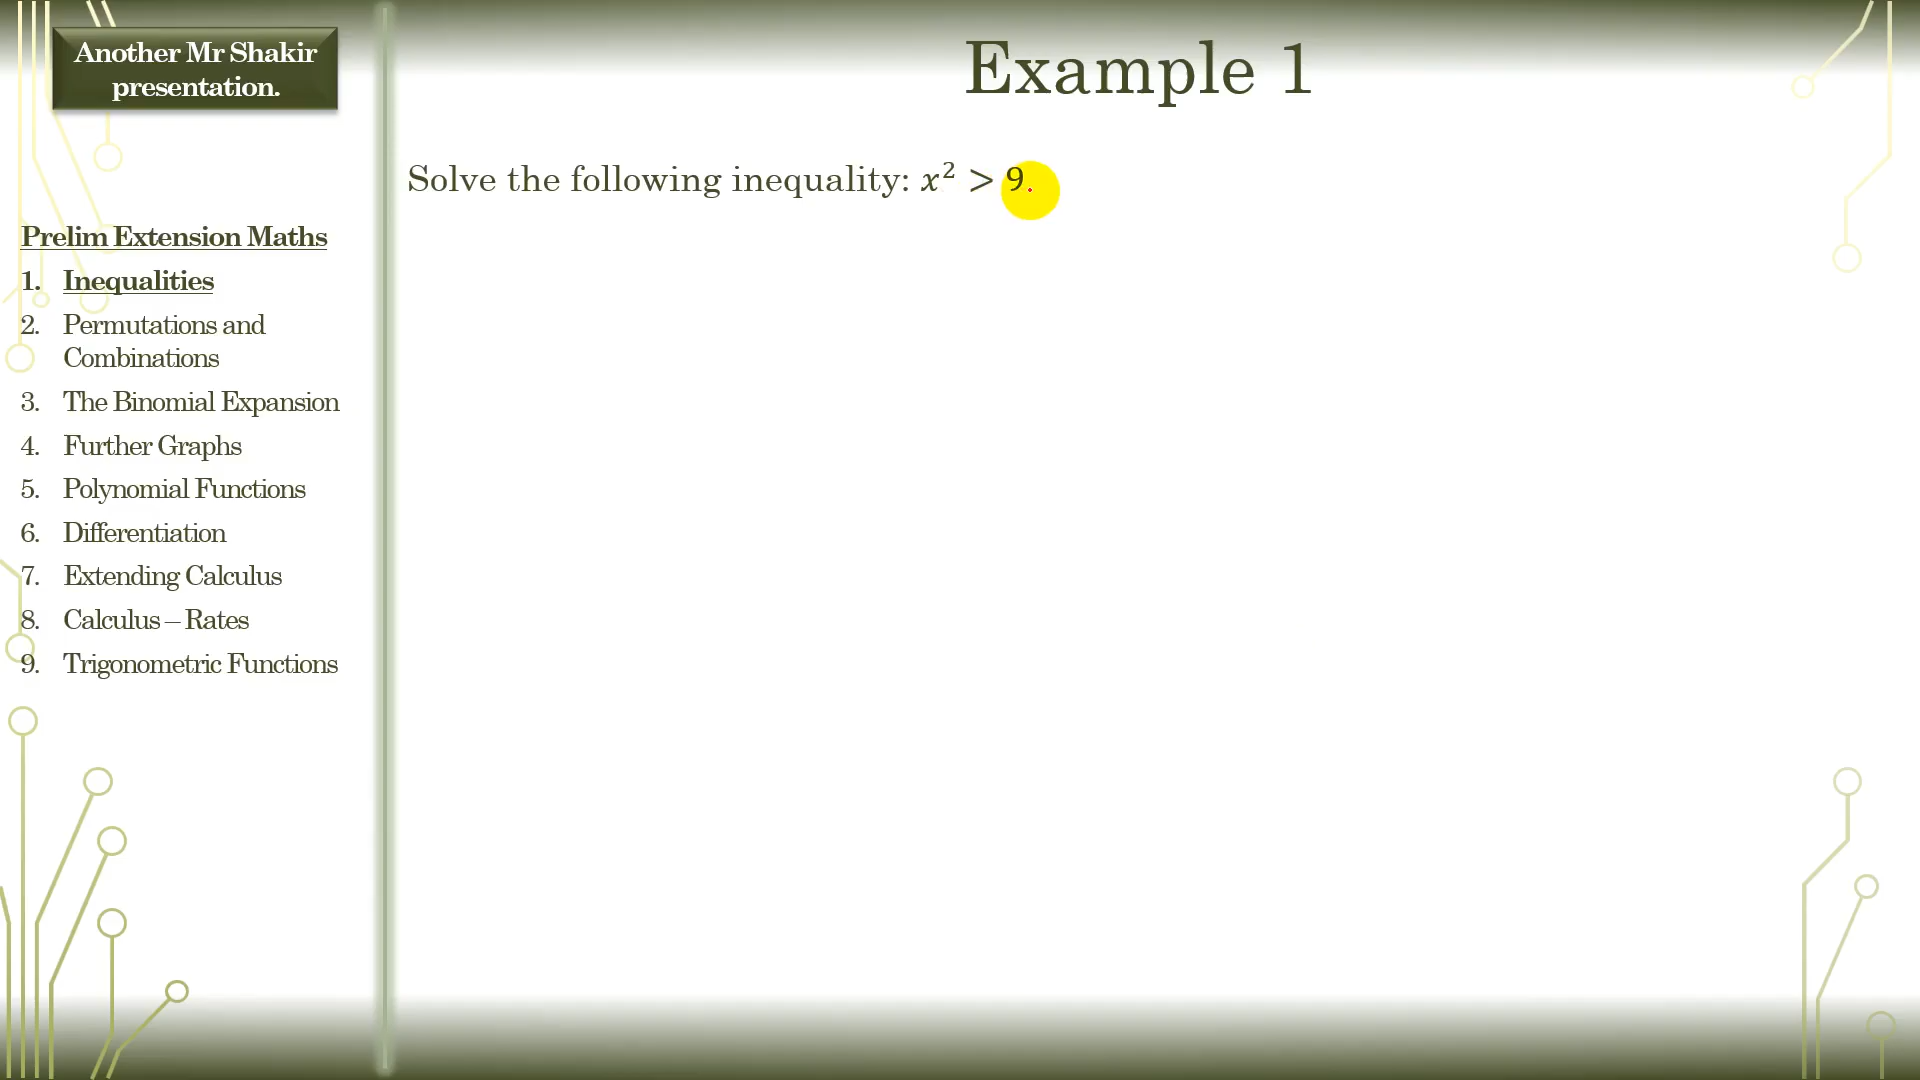 Another Mr Shakir
presentation.
Example 1
Solve the following inequality: 𝑥² > 9.
Prelim Extension Maths
1. Inequalities
2. Permutations and
Combinations
3. The Binomial Expansion
4. Further Graphs
5. Polynomial Functions
6. Differentiation
7. Extending Calculus
8. Calculus – Rates
9. Trigonometric Functions